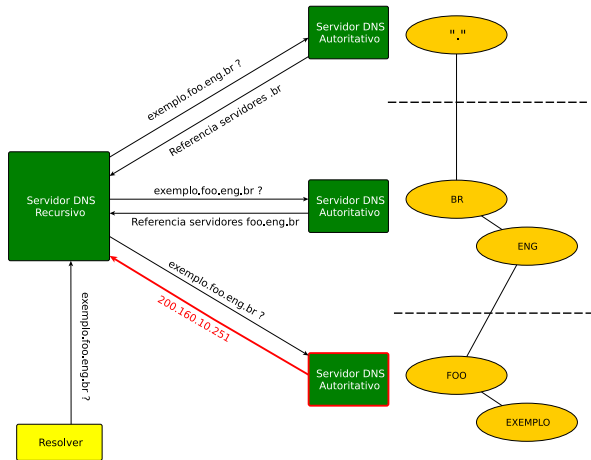 Servidor DNS
Autoritativo
"."
exemplo.foo.eng.br ?
Referencia servidores .br
Servidor DNS
Recursivo
exemplo.foo.eng.br ?
Referencia servidores foo.eng.br
Servidor DNS
Autoritativo
BR
ENG
exemplo.foo.eng.br ?
200.160.10.251
exemplo.foo.eng.br ?
Servidor DNS
Autoritativo
FOO
EXEMPLO
Resolver